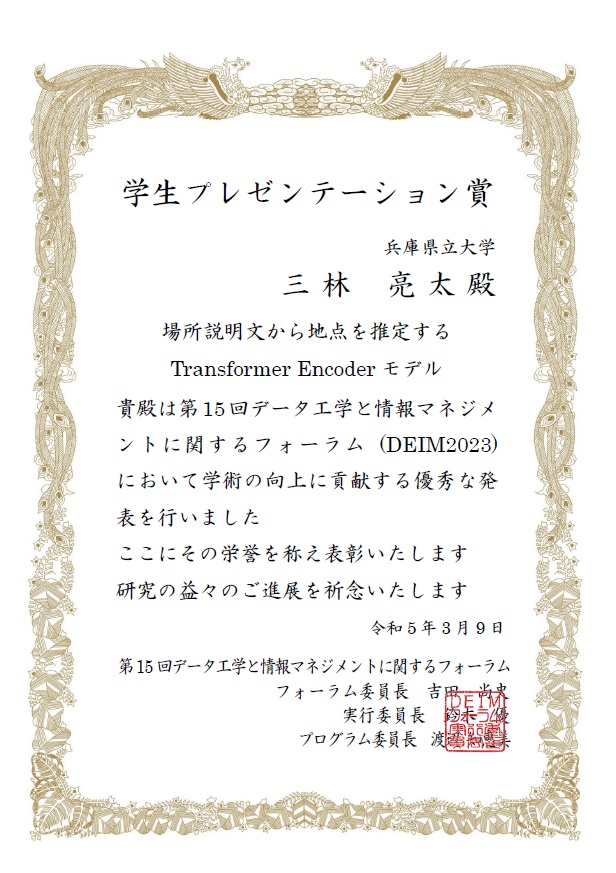 学生プレゼンテーション賞
兵庫県立大学
三林 亮太殿
場所説明文から地点を推定する
Transformer Encoder モデル
貴殿は第15回データ工学と情報マネジメ
ントに関するフォーラム (DEIM2023)
において学術の向上に貢献する優秀な発
表を行いました
ここにその栄誉を称え表彰いたします
研究の益々のご進展を祈念いたします
令和5年3月9日
第15回データ工学と情報マネジメントに関するフォーラム
フォーラム委員長 吉田 尚史
実行委員長 鈴木 優
プログラム委員長 渡 美
DEIM
フォーラム